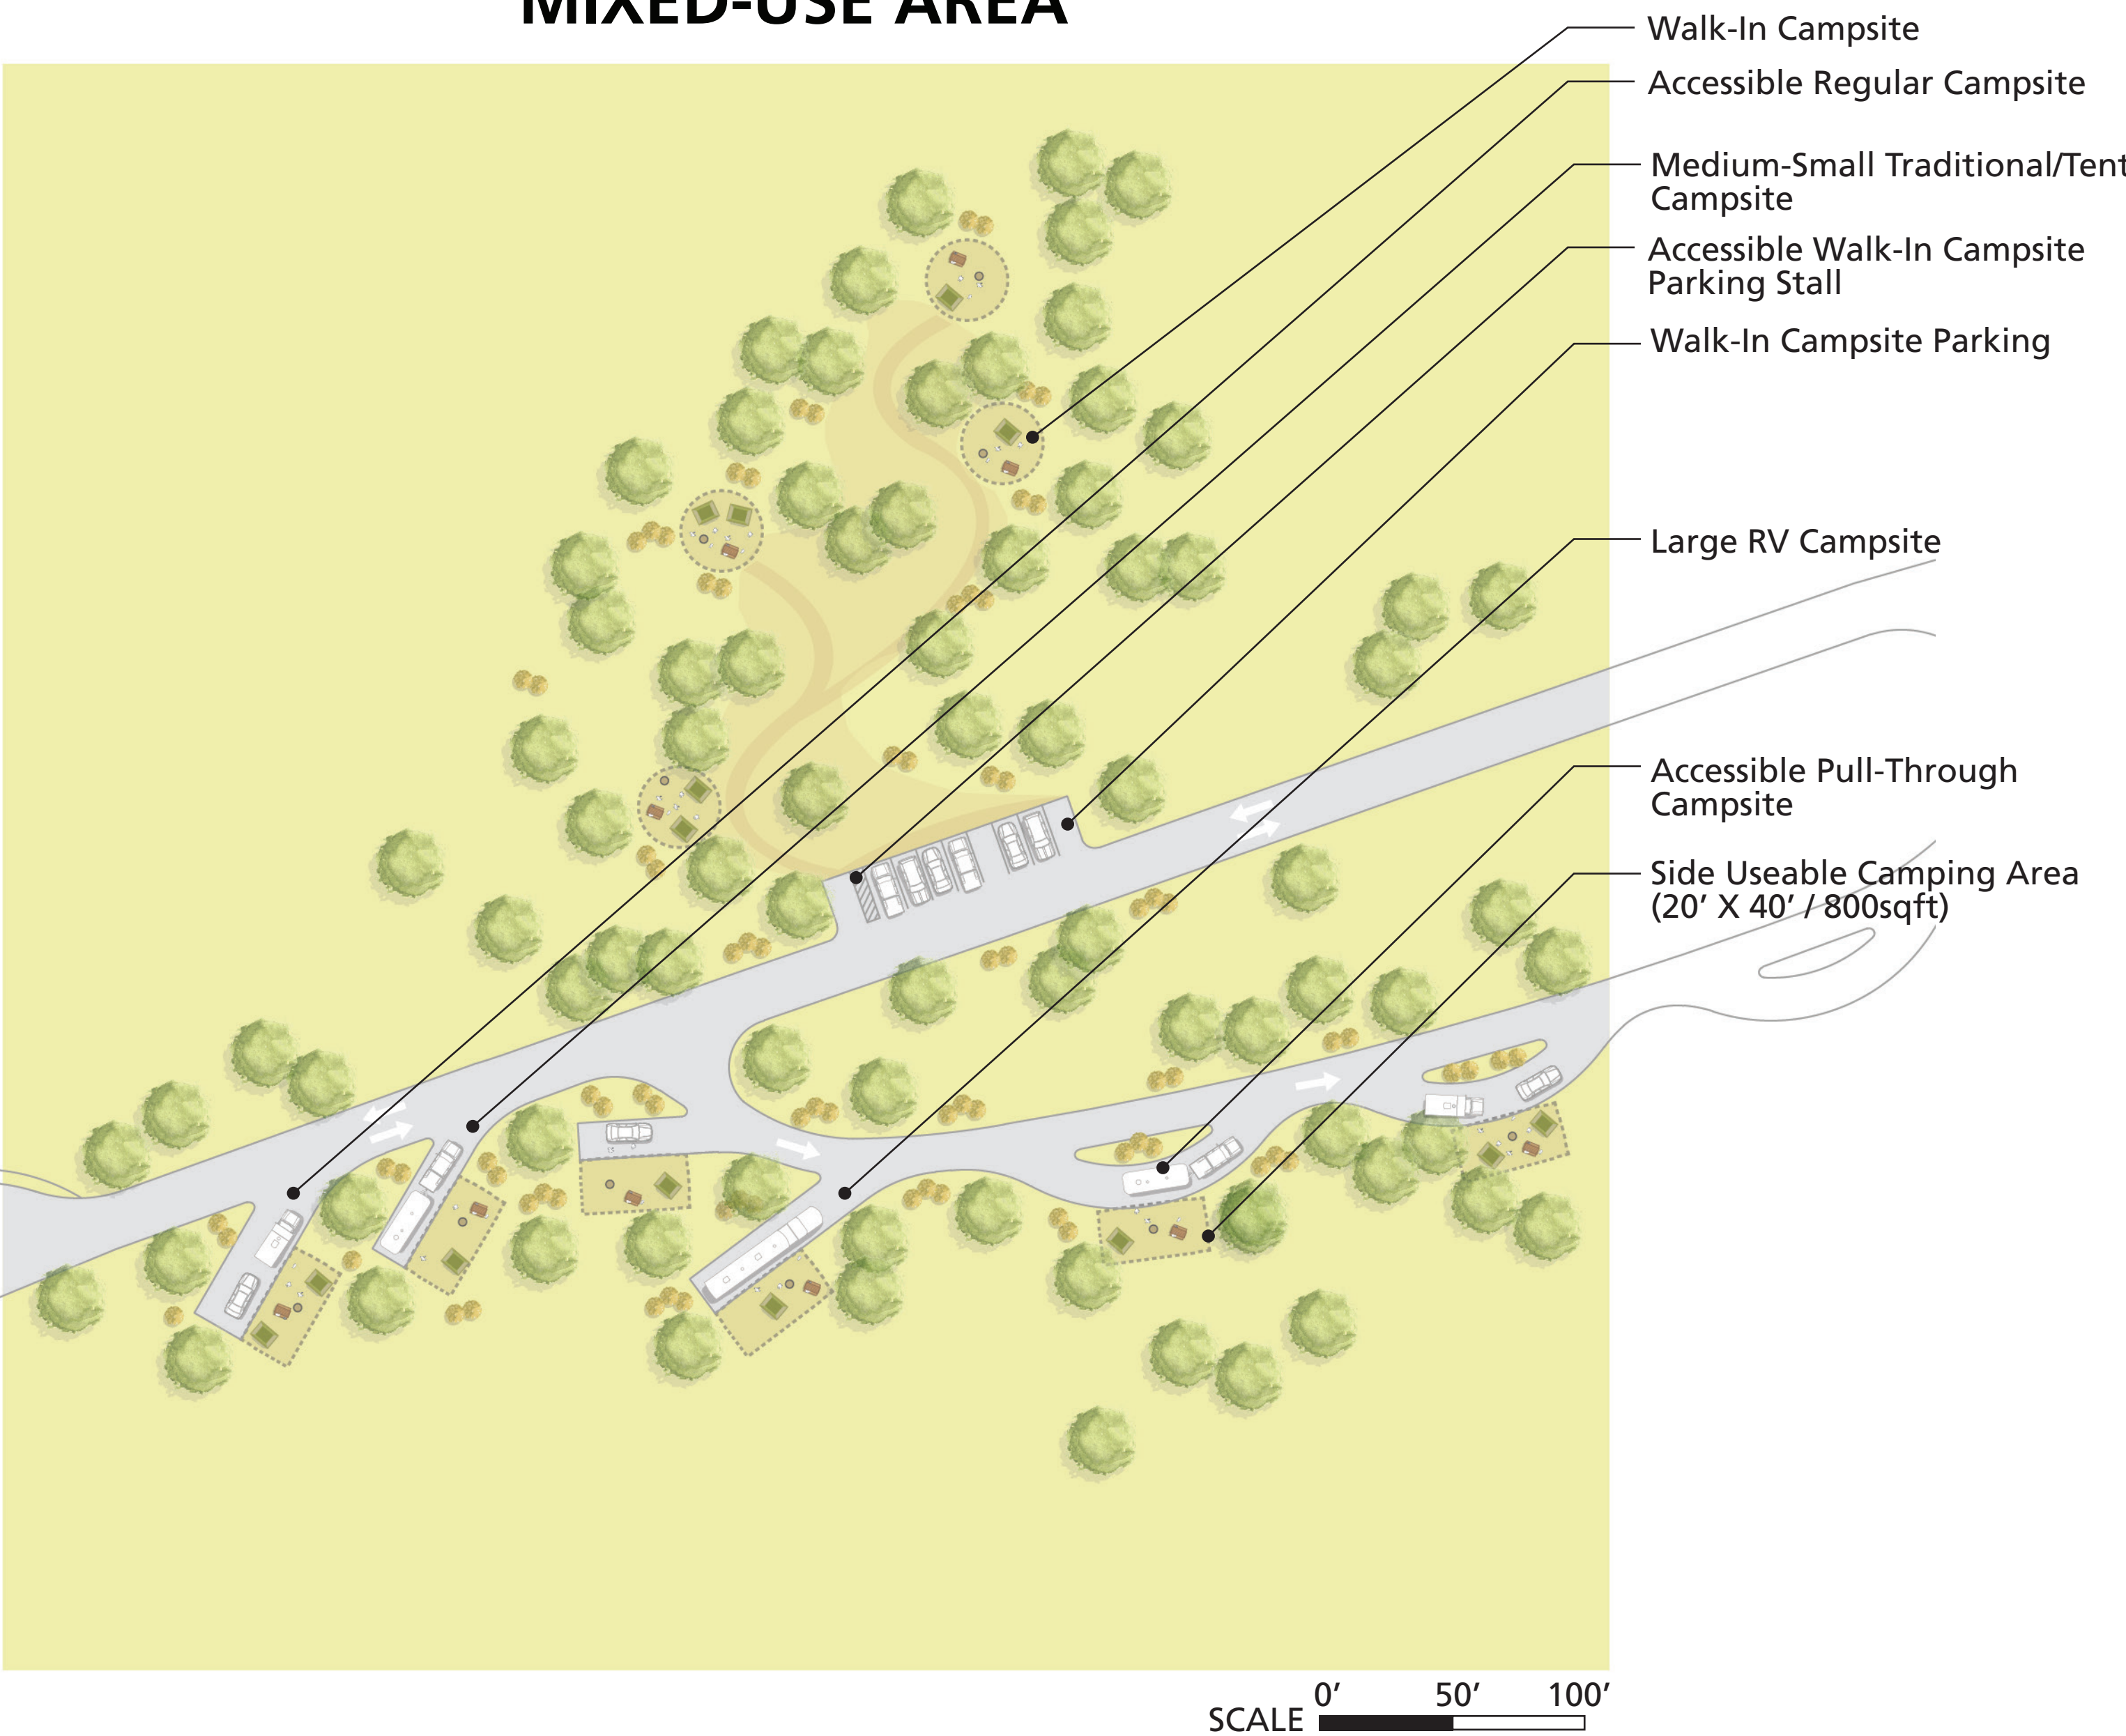 MIXED-USE AREA
Walk-In Campsite
Accessible Regular Campsite
Medium-Small Traditional/Tent
Campsite
Accessible Walk-In Campsite
Parking Stall
Walk-In Campsite Parking
Large RV Campsite
Accessible Pull-Through
Campsite
Side Useable Camping Area
(20’ X 40’ / 800sqft)
0’ 50’ 100’
SCALE